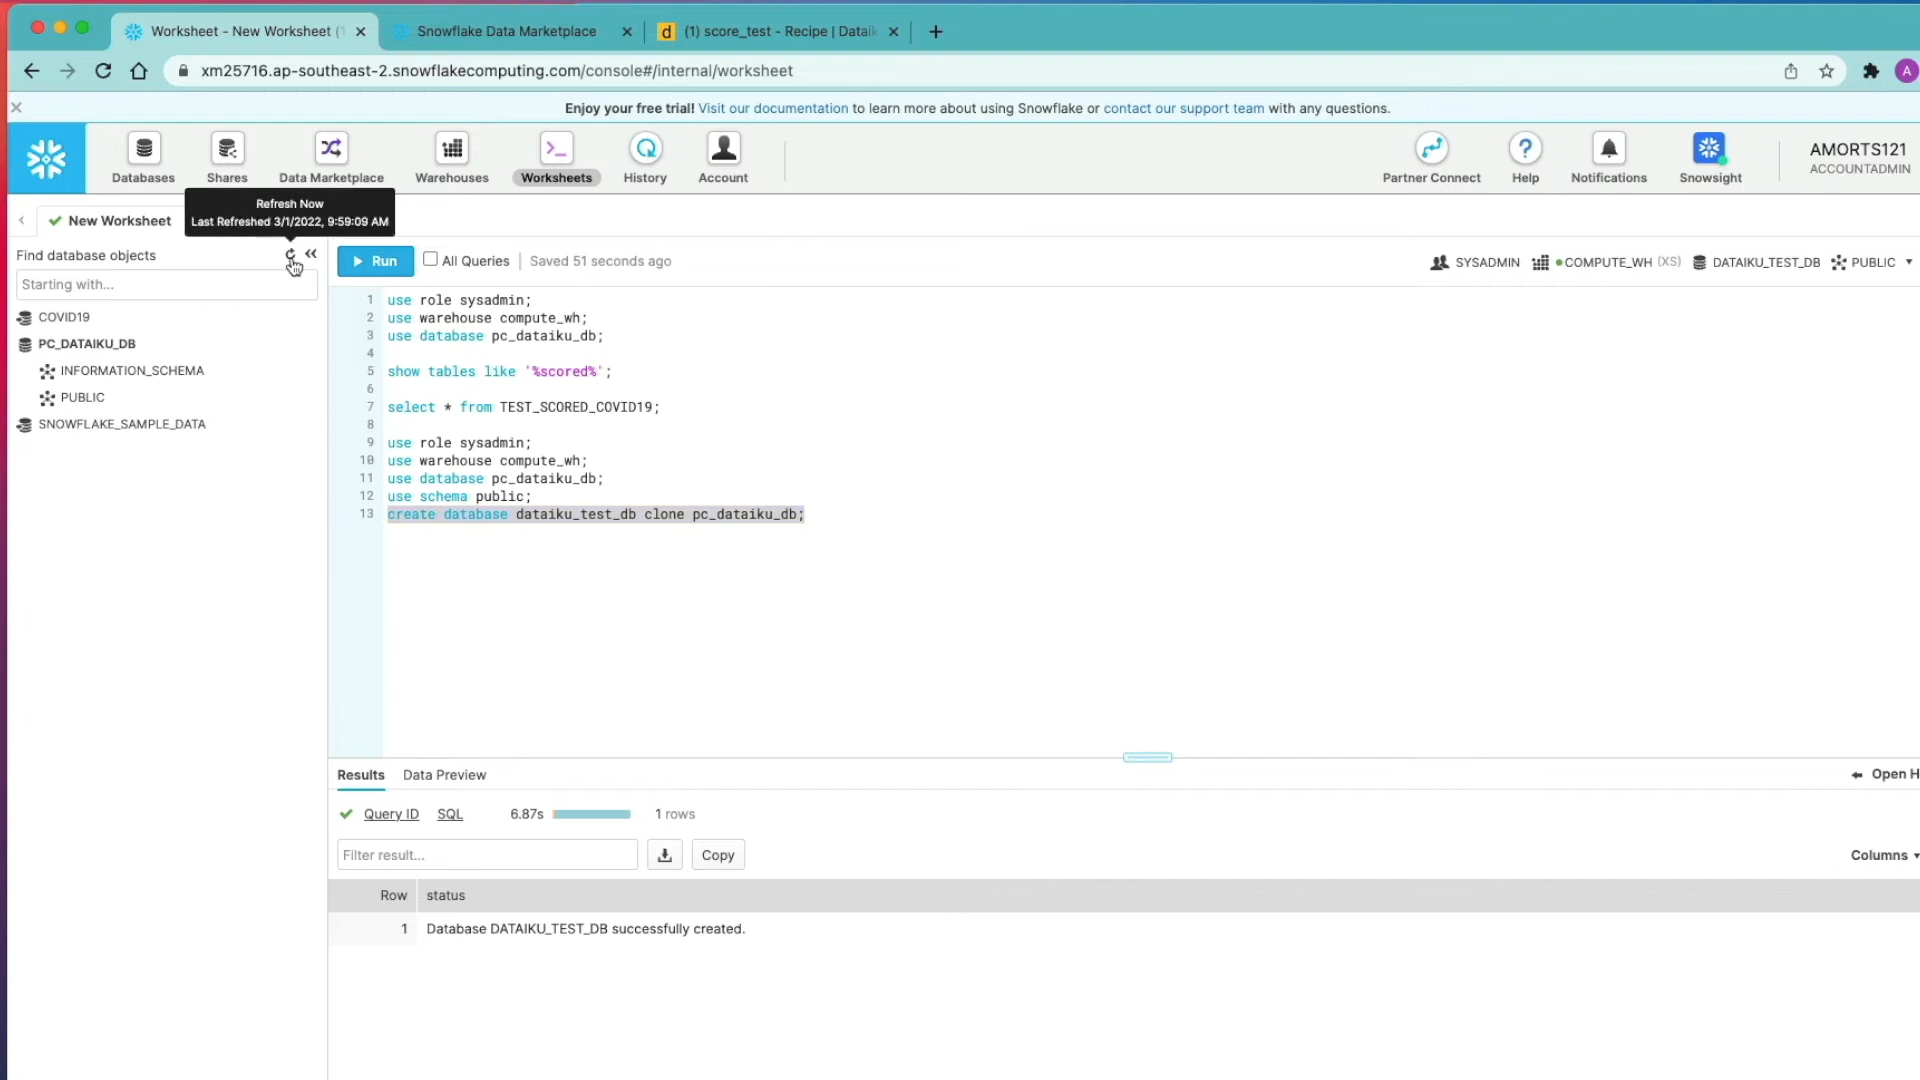 Worksheet - New Worksheet (1
Snowflake Data Marketplace
d (1) score_test - Recipe | Dataik
xm25716.ap-southeast-2.snowflakecomputing.com/console#/internal/worksheet
A
Enjoy your free trial! Visit our documentation to learn more about using Snowflake or contact our support team with any questions.
Databases
Shares
Data Marketplace
Warehouses
Worksheets
History
Account
Partner Connect
Help
Notifications
Snowsight
AMORTS121
ACCOUNTADMIN
New Worksheet
Refresh Now
Last Refreshed 3/1/2022, 9:59:09 AM
Find database objects
Starting with...
COVID19
PC_DATAIKU_DB
INFORMATION_SCHEMA
PUBLIC
SNOWFLAKE_SAMPLE_DATA
Run All Queries | Saved 51 seconds ago
SYSADMIN COMPUTE_WH (XS) DATAIKU_TEST_DB PUBLIC
1 use role sysadmin;
2 use warehouse compute_wh;
3 use database pc_dataiku_db;
4
5 show tables like '%scored%';
6
7 select * from TEST_SCORED_COVID19;
8
9 use role sysadmin;
10 use warehouse compute_wh;
11 use database pc_dataiku_db;
12 use schema public;
13 create database dataiku_test_db clone pc_dataiku_db;
Results Data Preview
Open H
Query ID SQL 6.87s 1 rows
Filter result...
Copy
Columns
Row status
1 Database DATAIKU_TEST_DB successfully created.